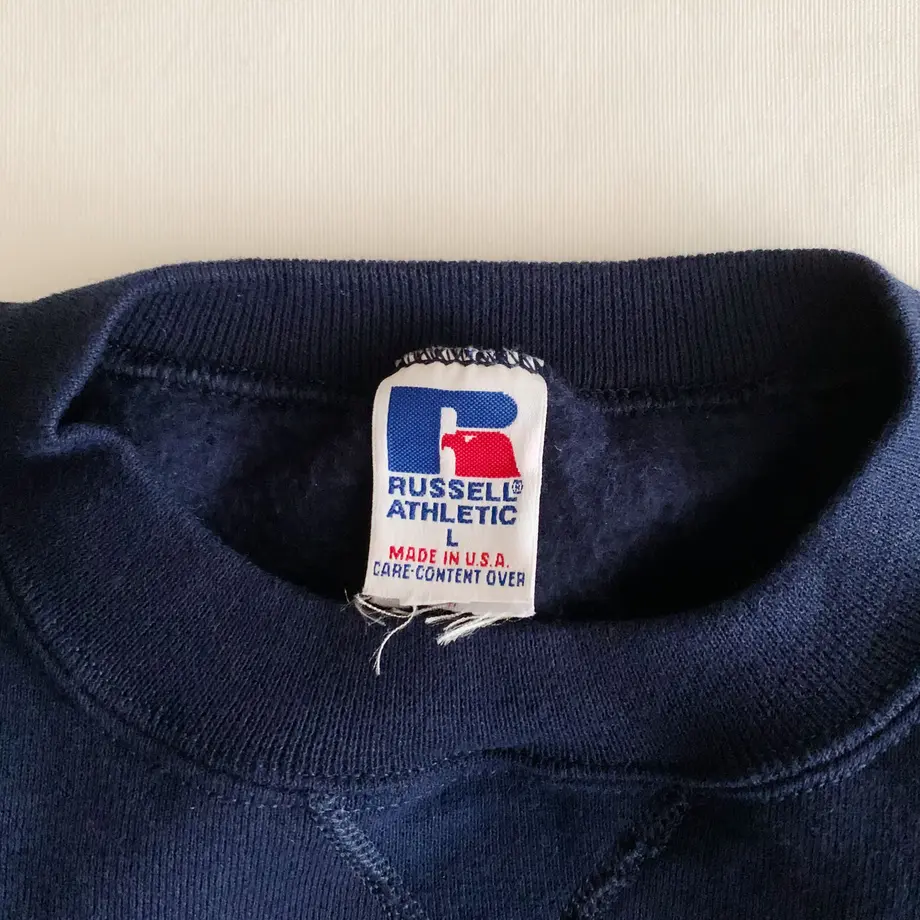 R
RUSSELL®
ATHLETIC
L
MADE IN U.S.A.
CARE-CONTENT OVER